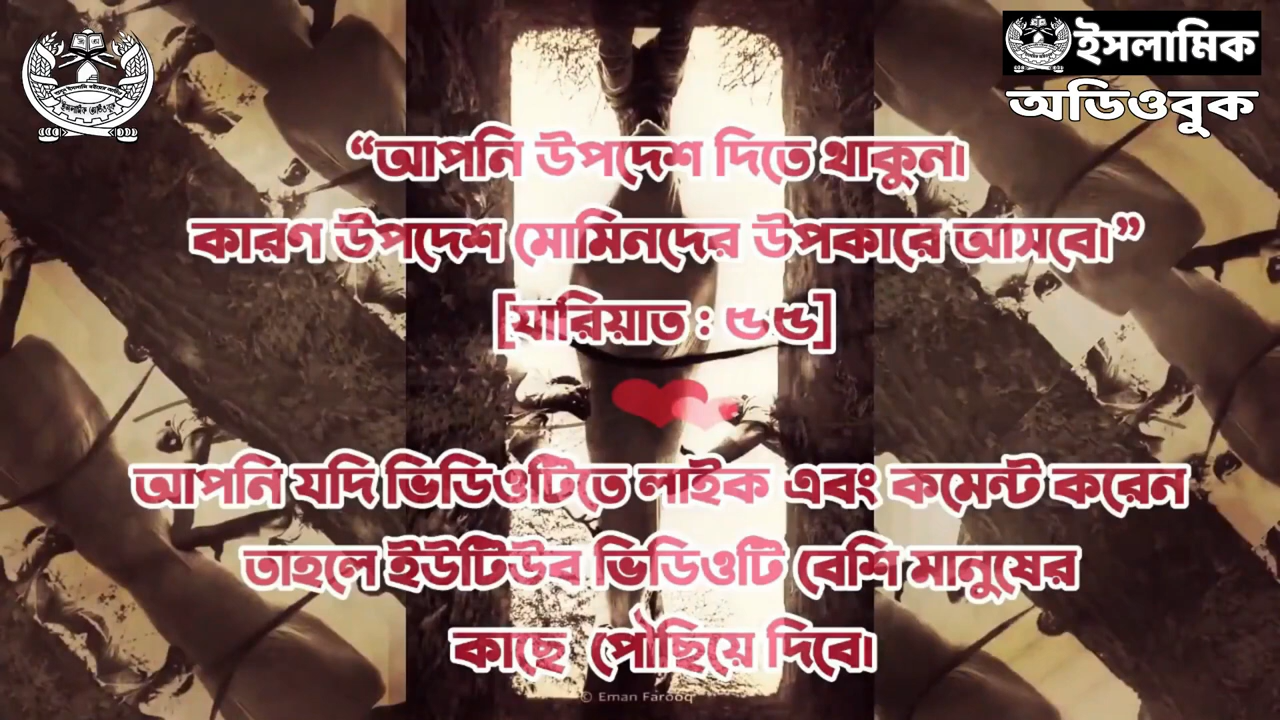 ইসলামিক
অডিওবুক
“আপনি উপদেশ দিতে থাকুন।
কারণ উপদেশ মোমিনদের উপকারে আসবে।”
[যারিয়াত : ৫৫]
আপনি যদি ভিডিওটিতে লাইক এবং কমেন্ট করেন
তাহলে ইউটিউব ভিডিওটি বেশি মানুষের
কাছে পৌছিয়ে দিবে।
© Eman Farooq